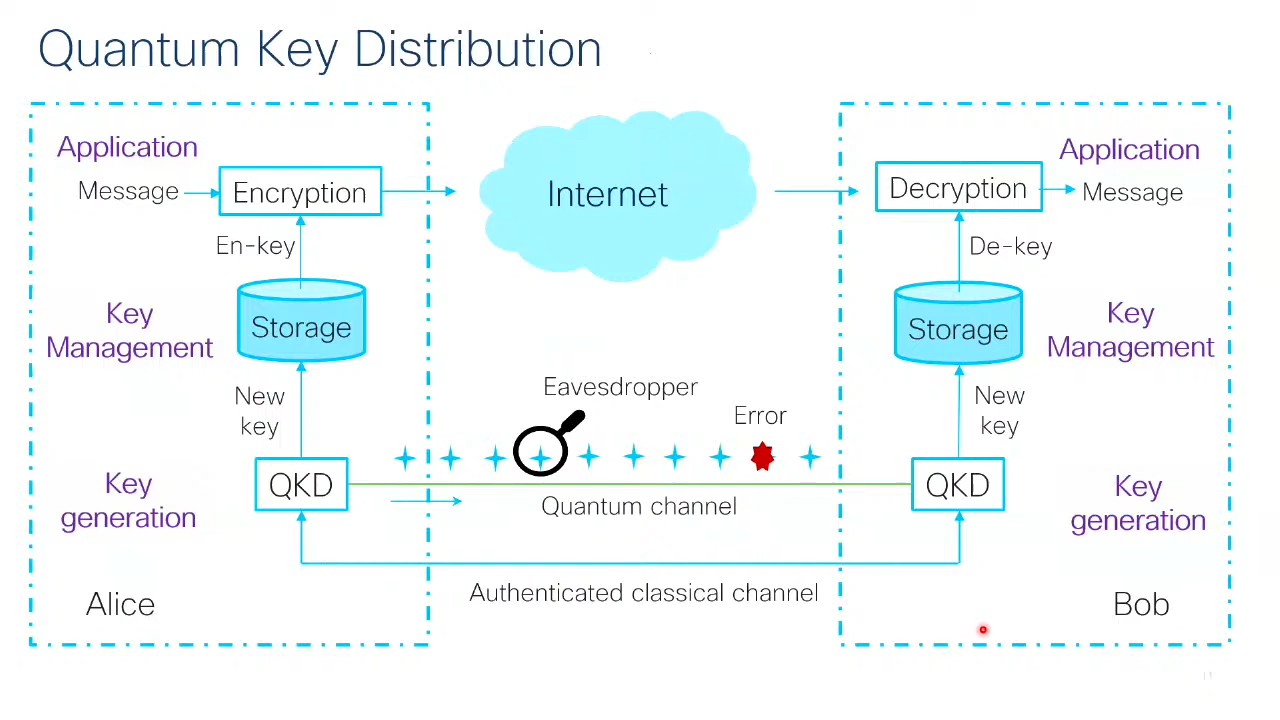 Quantum Key Distribution
Application
Message
Encryption
Internet
Decryption
Application
Message
En-key
De-key
Key
Management
Storage
Storage
Key
Management
New
key
Eavesdropper
Error
New
key
Key
generation
QKD
Quantum channel
QKD
Key
generation
Alice
Authenticated classical channel
Bob
11